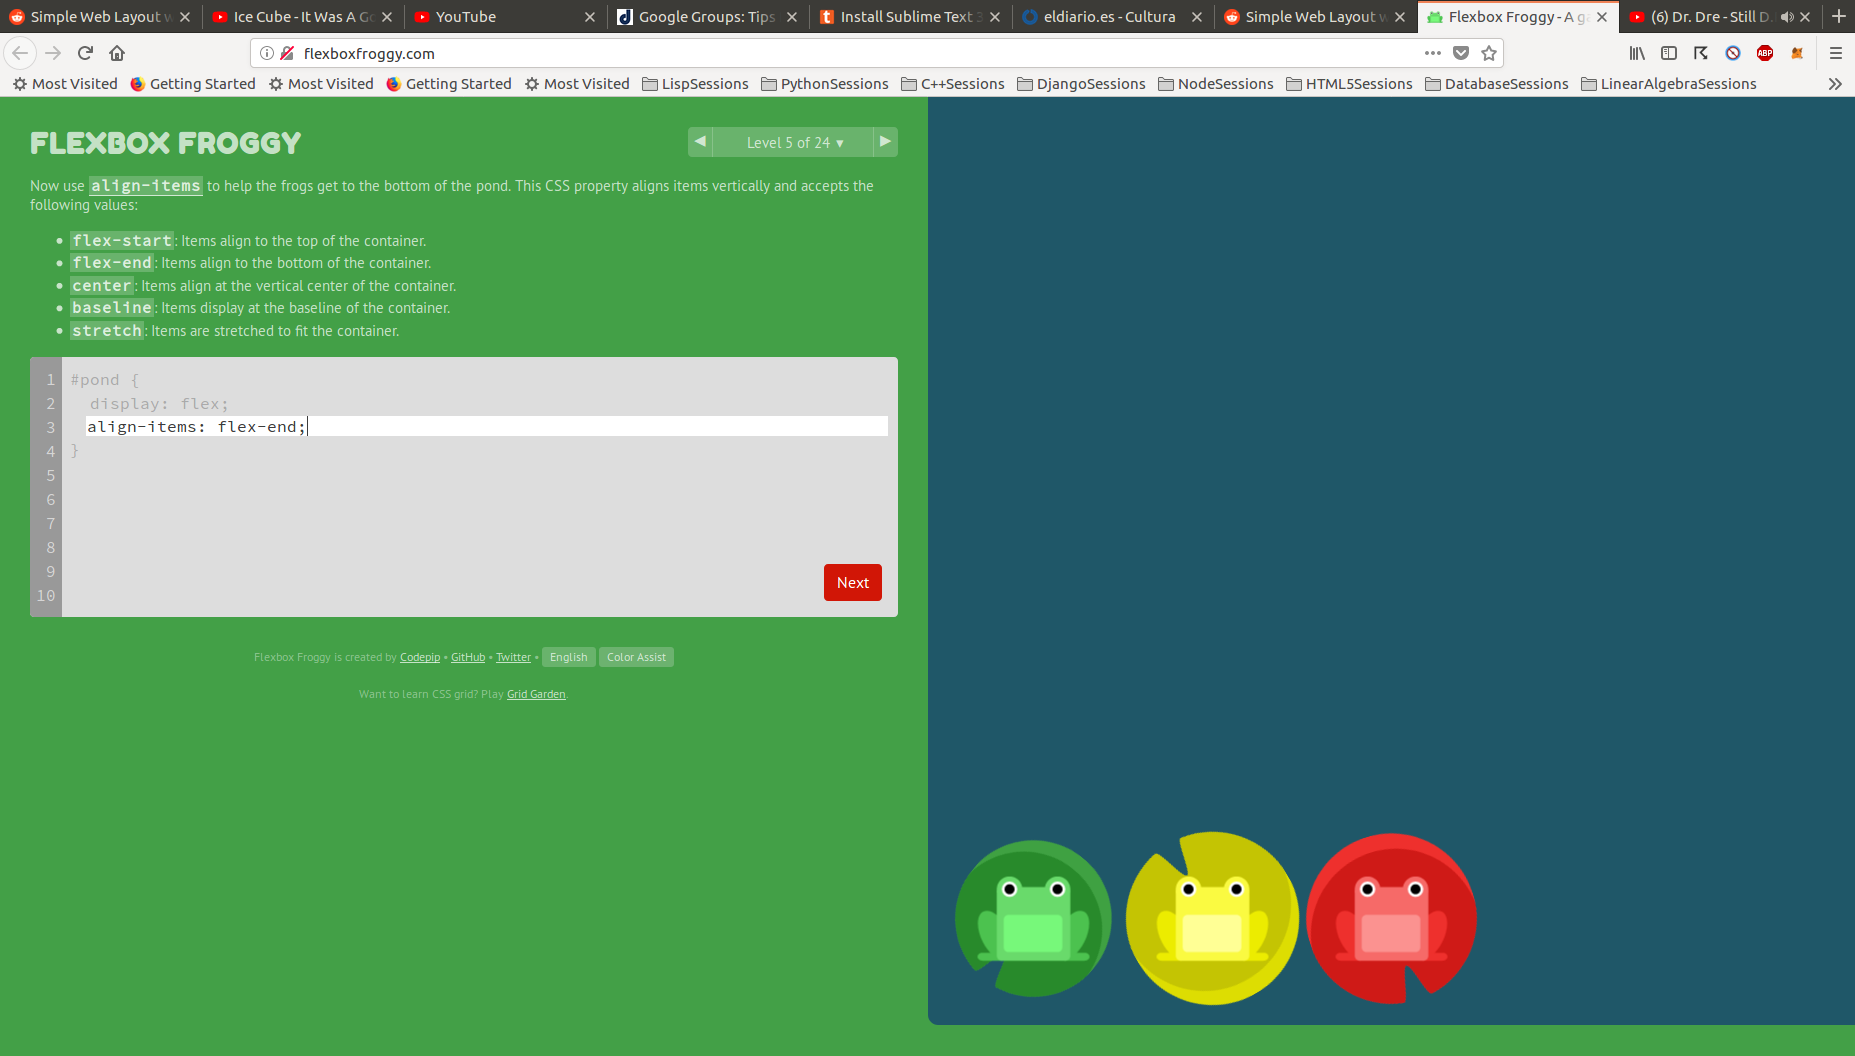 Simple Web Layout w
Ice Cube - It Was A Go
YouTube
Google Groups: Tips
Install Sublime Text 3
eldiario.es - Cultura
Simple Web Layout w
Flexbox Froggy - A ga
(6) Dr. Dre - Still D.
flexboxfroggy.com
ABP
Most Visited
Getting Started
Most Visited
Getting Started
Most Visited
LispSessions
PythonSessions
C++Sessions
DjangoSessions
NodeSessions
HTML5Sessions
DatabaseSessions
LinearAlgebraSessions
FLEXBOX FROGGY
◀ Level 5 of 24 ▾ ▶
Now use align-items to help the frogs get to the bottom of the pond. This CSS property aligns items vertically and accepts the
following values:
• flex-start: Items align to the top of the container.
• flex-end: Items align to the bottom of the container.
• center: Items align at the vertical center of the container.
• baseline: Items display at the baseline of the container.
• stretch: Items are stretched to fit the container.
1 #pond {
2 display: flex;
3 align-items: flex-end;
4 }
5
6
7
8
9
10
Next
Flexbox Froggy is created by Codepip • GitHub • Twitter • English Color Assist
Want to learn CSS grid? Play Grid Garden.